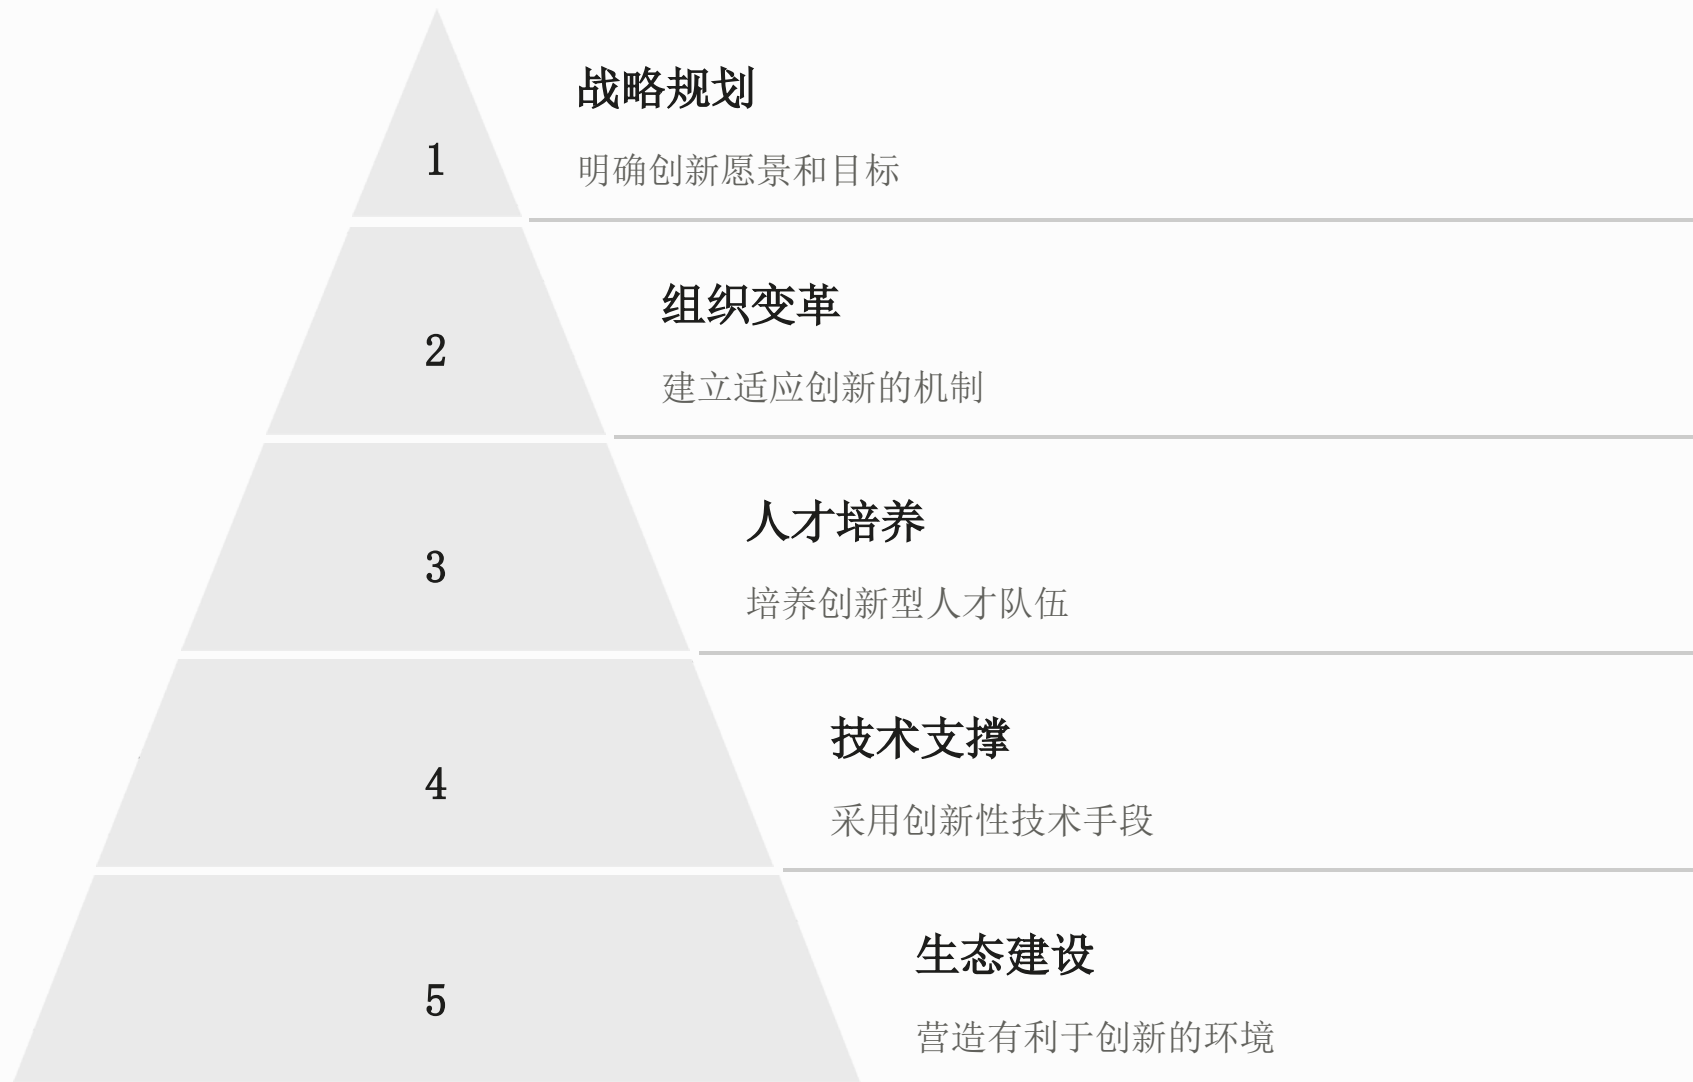 战略规划
1
明确创新愿景和目标
组织变革
2
建立适应创新的机制
人才培养
3
培养创新型人才队伍
技术支撑
4
采用创新性技术手段
生态建设
5
营造有利于创新的环境